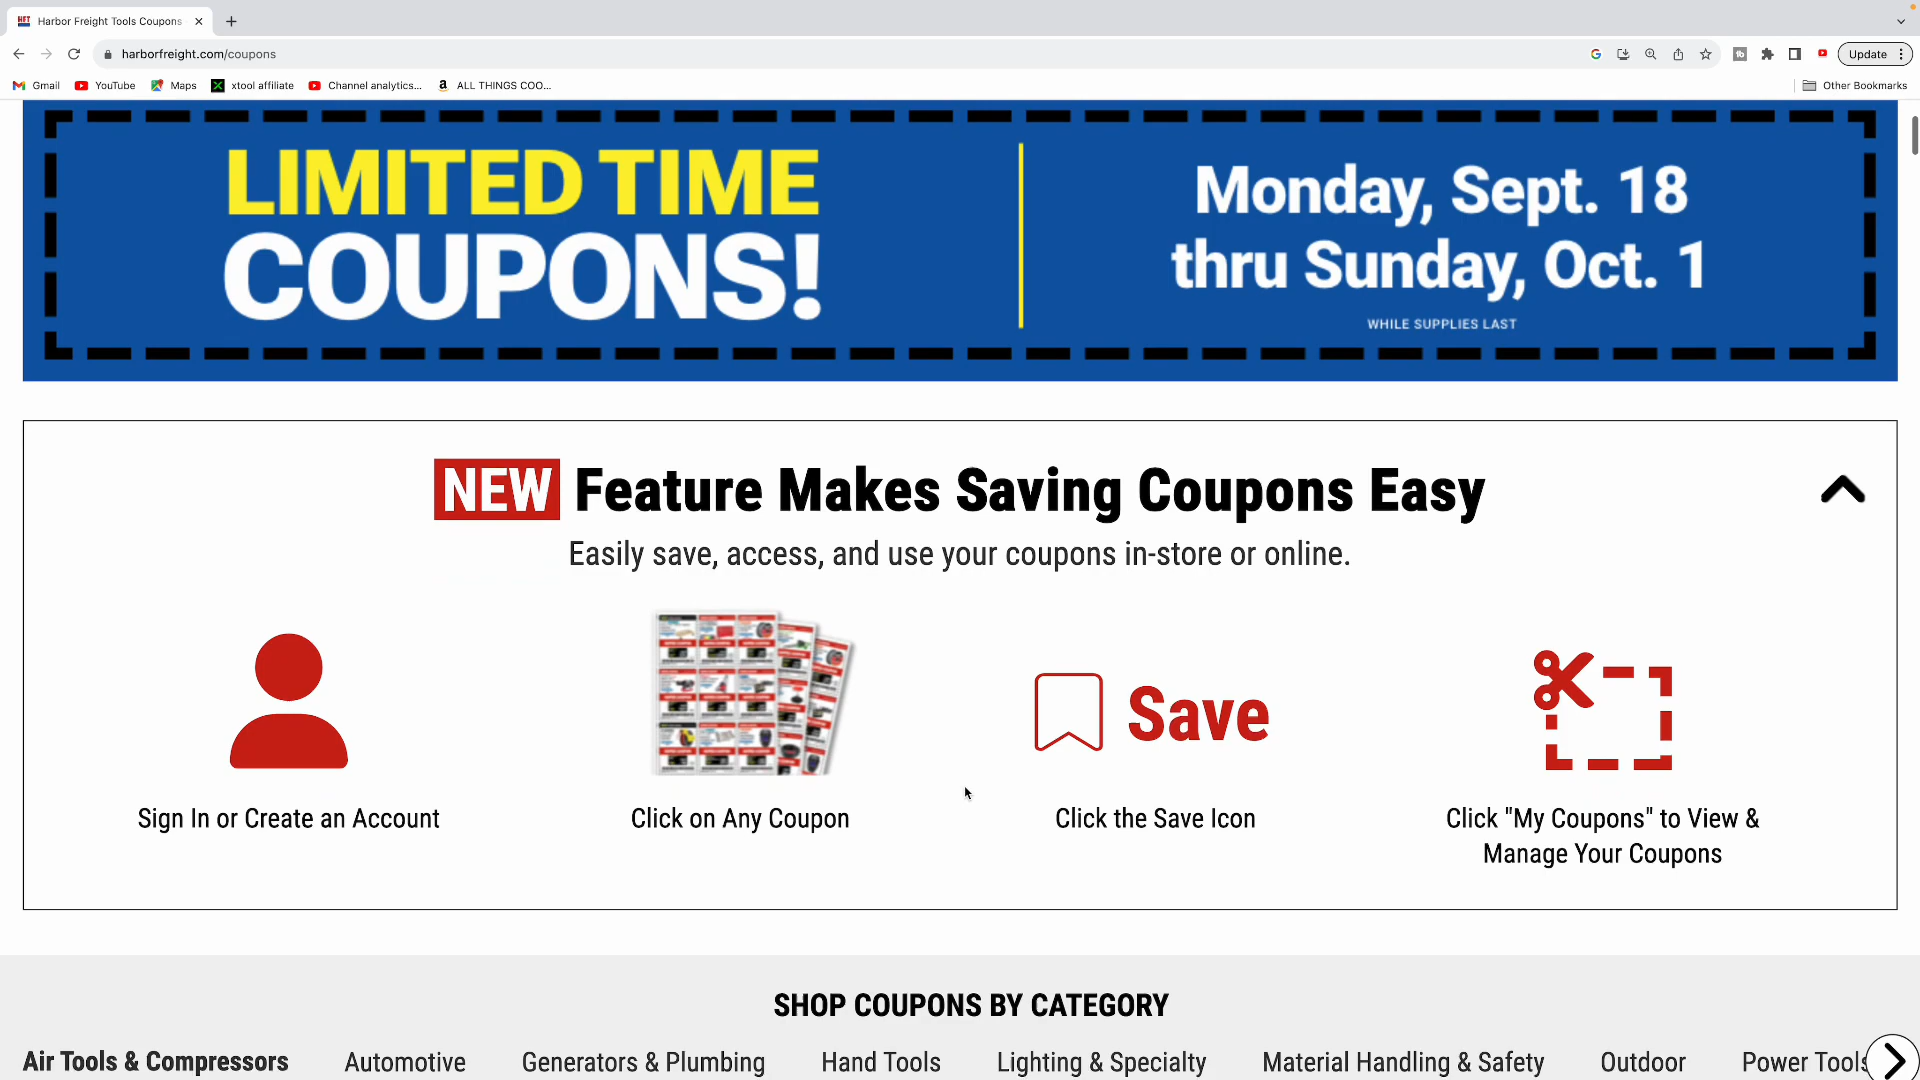 Harbor Freight Tools Coupons
harborfreight.com/coupons
Update
Gmail YouTube Maps xtool affiliate Channel analytics... ALL THINGS COO... Other Bookmarks
LIMITED TIME
COUPONS!
Monday, Sept. 18
thru Sunday, Oct. 1
WHILE SUPPLIES LAST
NEW Feature Makes Saving Coupons Easy
Easily save, access, and use your coupons in-store or online.
Save
Sign In or Create an Account
Click on Any Coupon
Click the Save Icon
Click "My Coupons" to View &
Manage Your Coupons
SHOP COUPONS BY CATEGORY
Air Tools & Compressors Automotive Generators & Plumbing Hand Tools Lighting & Specialty Material Handling & Safety Outdoor Power Tools